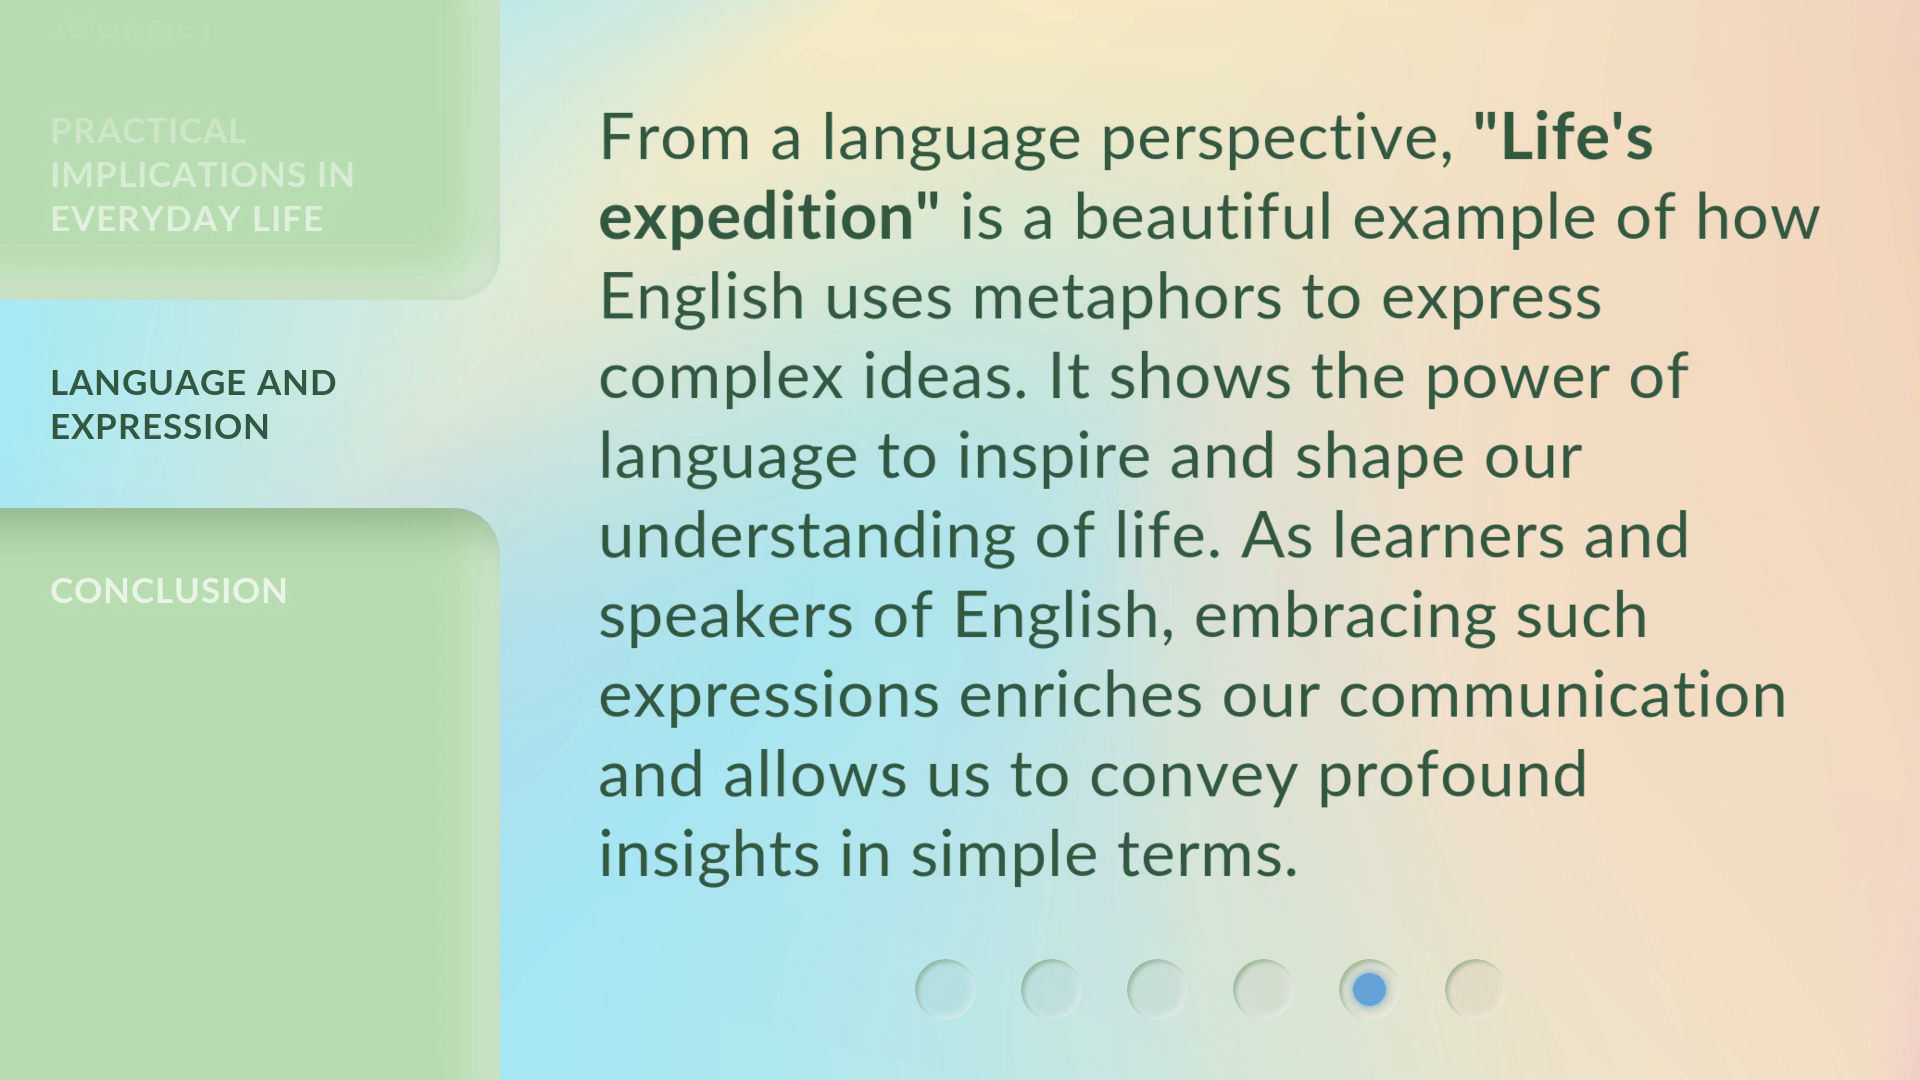 JOURNEY
PRACTICAL
IMPLICATIONS IN
EVERYDAY LIFE
LANGUAGE AND
EXPRESSION
CONCLUSION
From a language perspective, "Life's
expedition" is a beautiful example of how
English uses metaphors to express
complex ideas. It shows the power of
language to inspire and shape our
understanding of life. As learners and
speakers of English, embracing such
expressions enriches our communication
and allows us to convey profound
insights in simple terms.